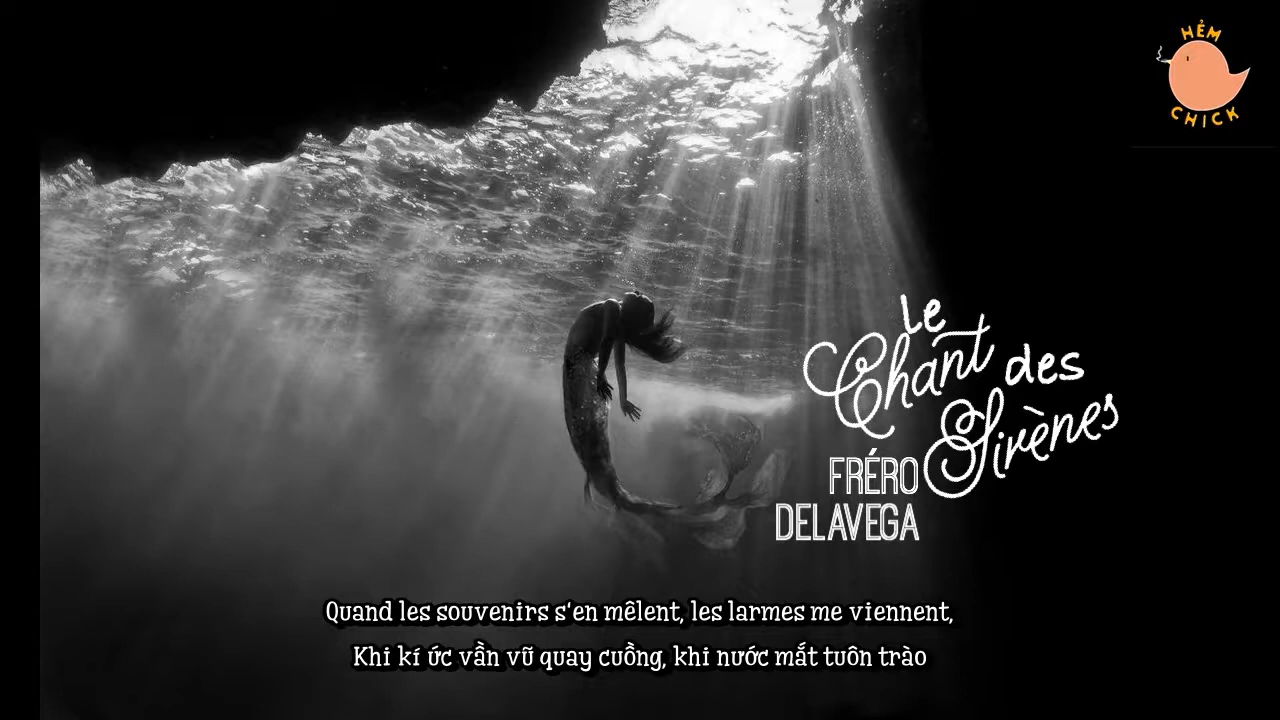 HẺM
CHICK
le
Chant des
Sirènes
FRÉRO
DELAVEGA
Quand les souvenirs s'en mêlent, les larmes me viennent,
Khi kí ức vần vũ quay cuồng, khi nước mắt tuôn trào